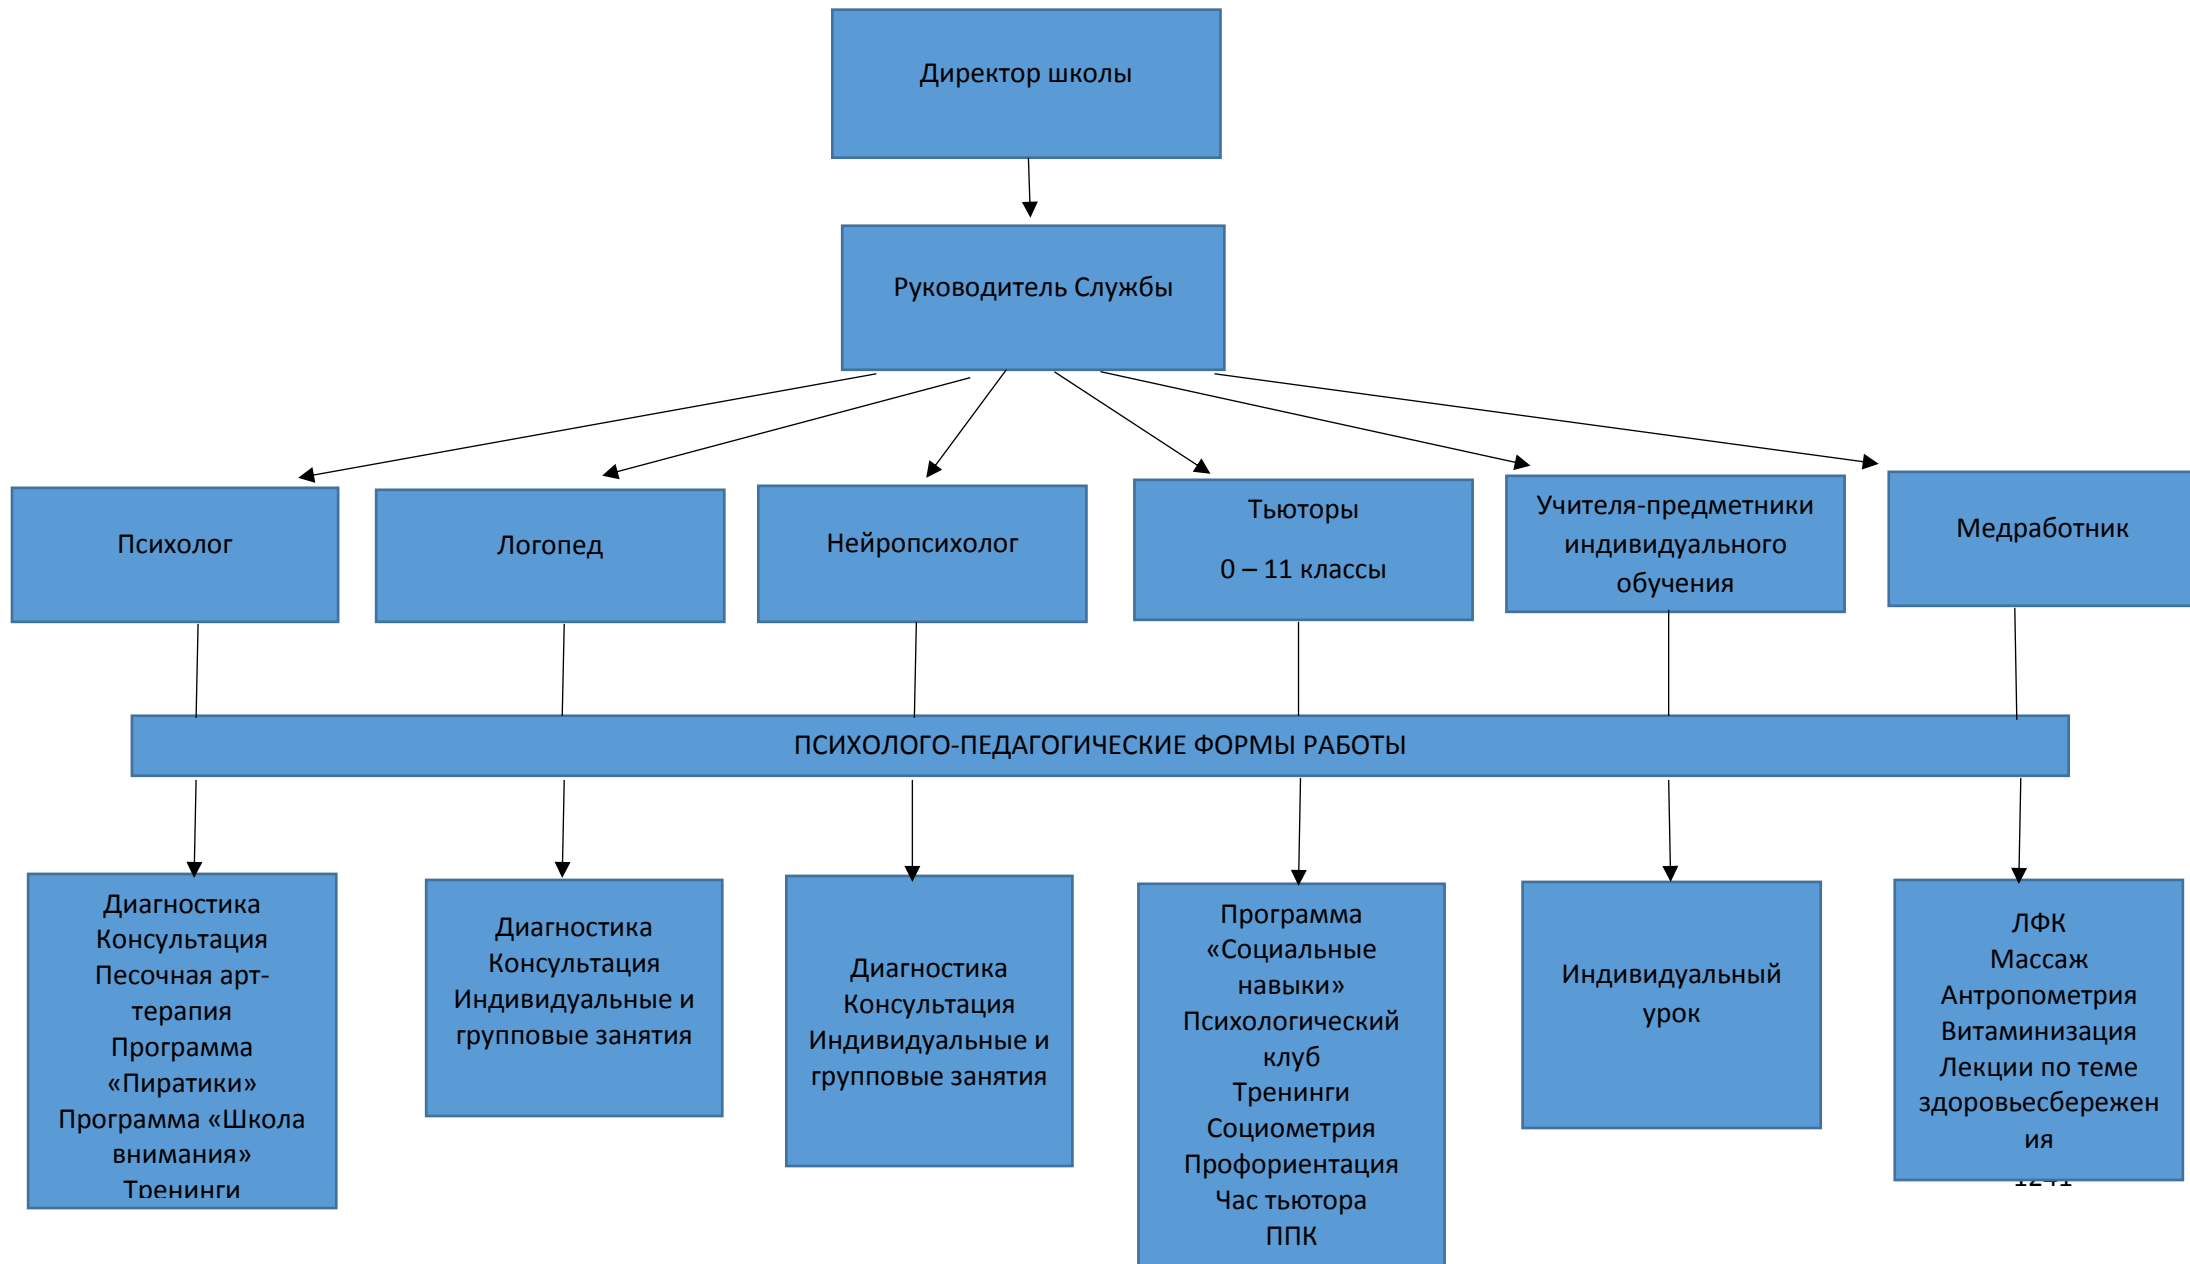 Директор школы
Руководитель Службы
Психолог
Логопед
Нейропсихолог
Тьюторы
0 – 11 классы
Учителя-предметники
индивидуального
обучения
Медработник
ПСИХОЛОГО-ПЕДАГОГИЧЕСКИЕ ФОРМЫ РАБОТЫ
Диагностика
Консультация
Песочная арт-
терапия
Программа
«Пиратики»
Программа «Школа
внимания»
Тренинги
Диагностика
Консультация
Индивидуальные и
групповые занятия
Диагностика
Консультация
Индивидуальные и
групповые занятия
Программа
«Социальные
навыки»
Психологический
клуб
Тренинги
Социометрия
Профориентация
Час тьютора
ППК
Индивидуальный
урок
ЛФК
Массаж
Антропометрия
Витаминизация
Лекции по теме
здоровьесбережен
ия